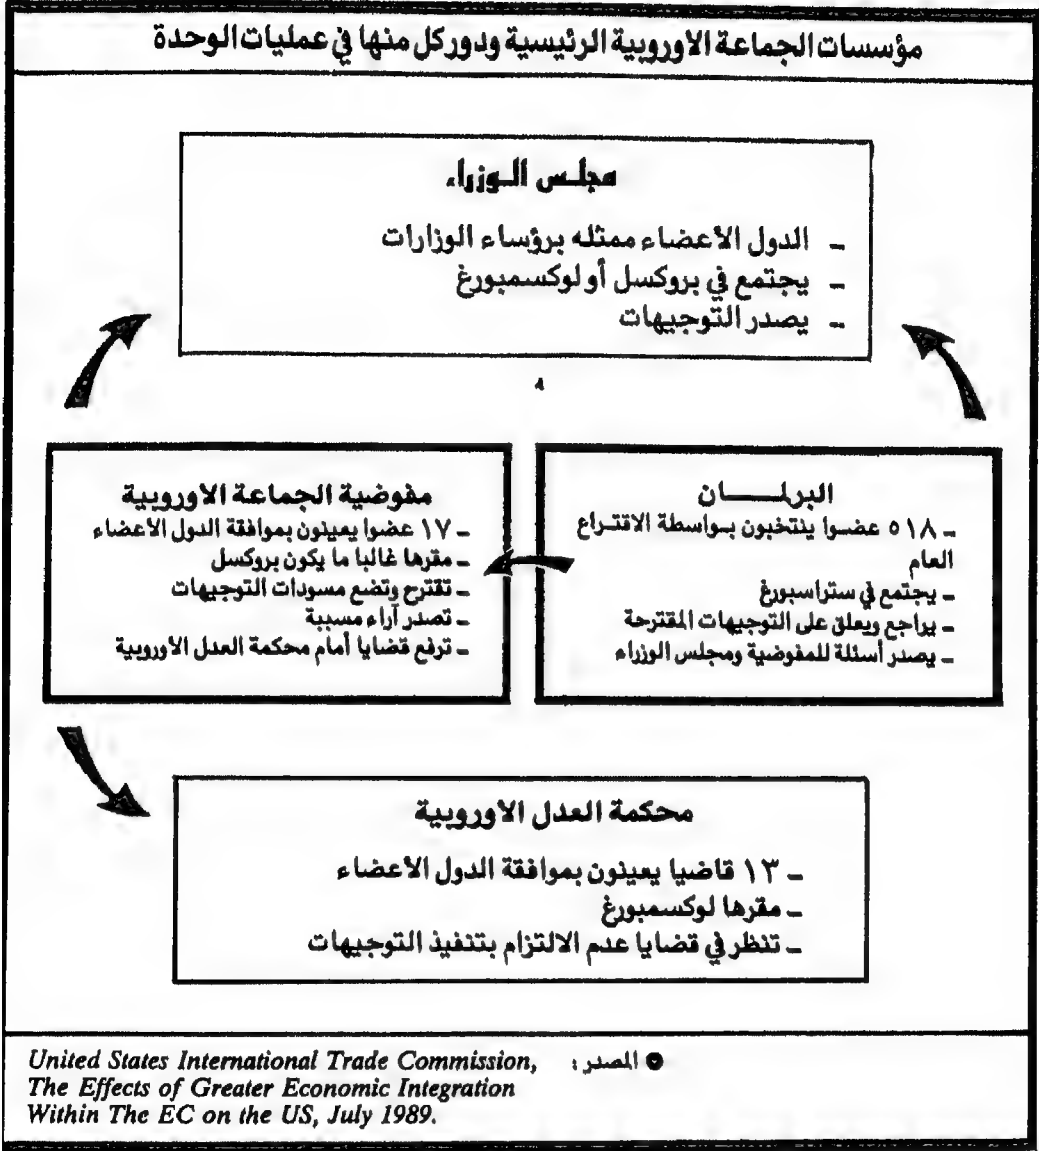 مؤسسات الجماعة الاوروبية الرئيسية ودور كل منها في عمليات الوحدة
مجلس الوزراء
ـ الدول الأعضاء ممثله برؤساء الوزارات
ـ يجتمع في بروكسل أو لوكسمبورغ
ـ يصدر التوجيهات
البرلمــــان
ـ ٥١٨ عضوا ينتخبون بواسطة الاقتراع
العام
ـ يجتمع في ستراسبورغ
ـ يراجع ويعلق على التوجيهات المقترحة
ـ يصدر أسئلة للمفوضية ومجلس الوزراء
مفوضية الجماعة الاوروبية
ـ ١٧ عضوا يعينون بموافقة الدول الأعضاء
ـ مقرها غالبا ما يكون بروكسل
ـ تقترح وتضع مسودات التوجيهات
ـ تصدر آراء مسببة
ـ ترفع قضايا أمام محكمة العدل الاوروبية
محكمة العدل الاوروبية
ـ ١٣ قاضيا يعينون بموافقة الدول الأعضاء
ـ مقرها لوكسمبورغ
ـ تنظر في قضايا عدم الالتزام بتنفيذ التوجيهات
المصدر :
United States International Trade Commission,
The Effects of Greater Economic Integration
Within The EC on the US, July 1989.